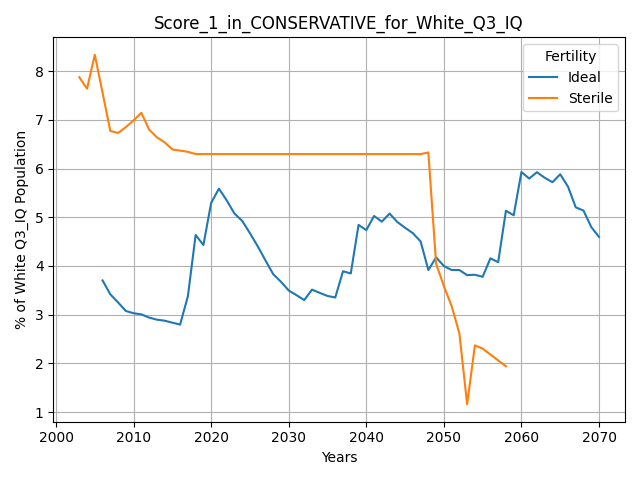 Score_1_in_CONSERVATIVE_for_White_Q3_IQ
% of White Q3_IQ Population
8
7
6
5
4
3
2
1
Fertility
Ideal
Sterile
2000 2010 2020 2030 2040 2050 2060 2070
Years